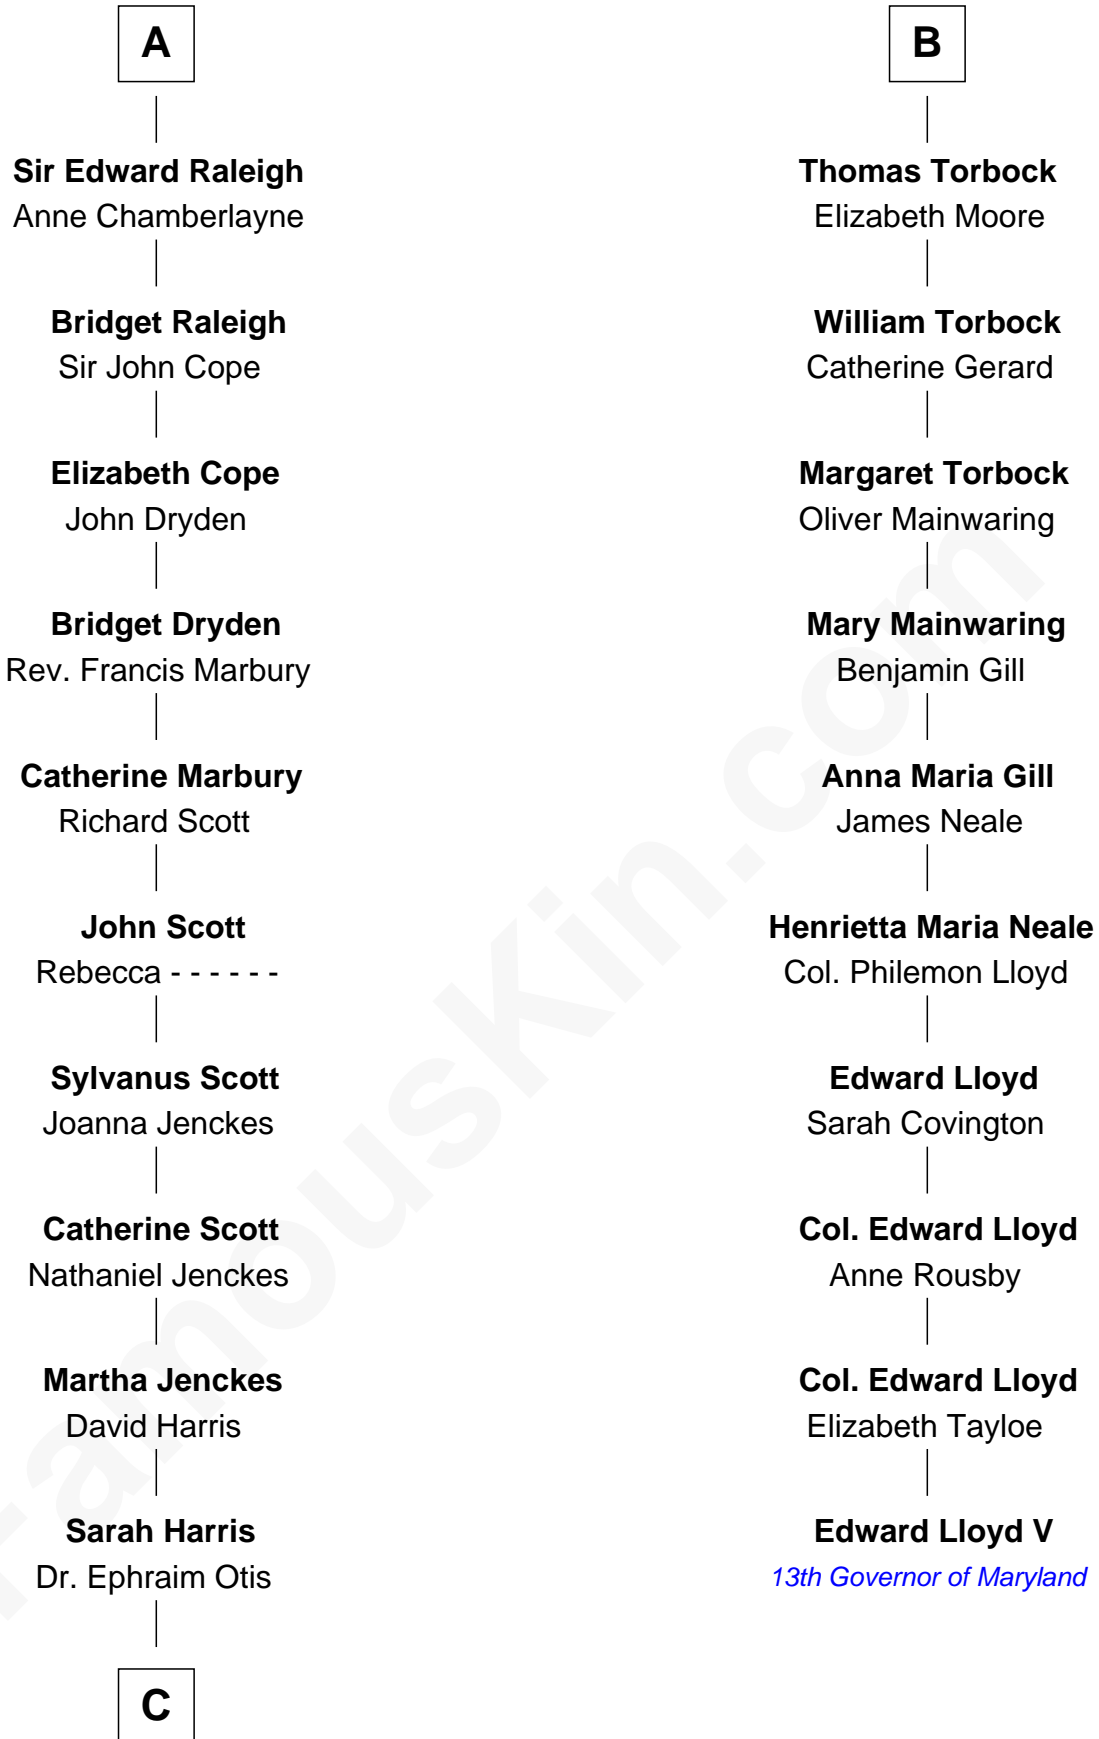 A
Sir Edward Raleigh
Anne Chamberlayne
Bridget Raleigh
Sir John Cope
Elizabeth Cope
John Dryden
Bridget Dryden
Rev. Francis Marbury
Catherine Marbury
Richard Scott
John Scott
Rebecca - - - - - -
Sylvanus Scott
Joanna Jenckes
Catherine Scott
Nathaniel Jenckes
Martha Jenckes
David Harris
Sarah Harris
Dr. Ephraim Otis
C
B
Thomas Torbock
Elizabeth Moore
William Torbock
Catherine Gerard
Margaret Torbock
Oliver Mainwaring
Mary Mainwaring
Benjamin Gill
Anna Maria Gill
James Neale
Henrietta Maria Neale
Col. Philemon Lloyd
Edward Lloyd
Sarah Covington
Col. Edward Lloyd
Anne Rousby
Col. Edward Lloyd
Elizabeth Tayloe
Edward Lloyd V
13th Governor of Maryland
FamousKin.com